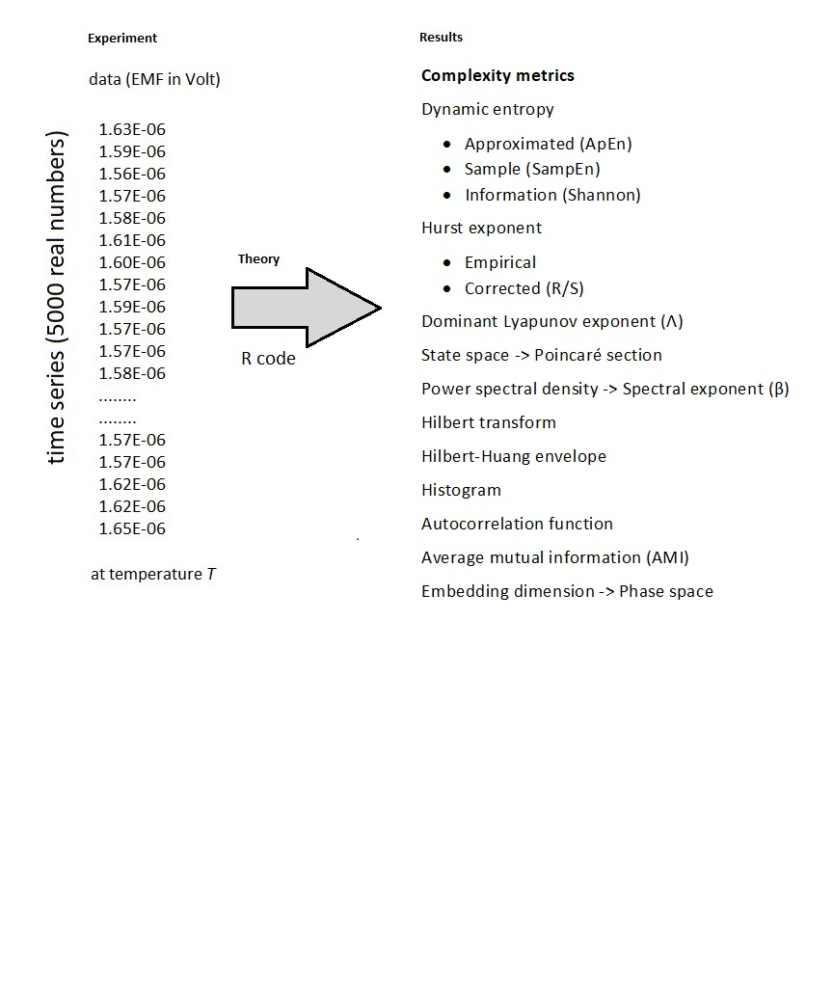 Experiment
data (EMF in Volt)
time series (5000 real numbers)
1.63E-06
1.59E-06
1.56E-06
1.57E-06
1.58E-06
1.61E-06
1.60E-06
1.57E-06
1.59E-06
1.57E-06
1.57E-06
1.58E-06
........
........
1.57E-06
1.57E-06
1.62E-06
1.62E-06
1.65E-06
at temperature T
Theory
R code
Results
Complexity metrics
Dynamic entropy
• Approximated (ApEn)
• Sample (SampEn)
• Information (Shannon)
Hurst exponent
• Empirical
• Corrected (R/S)
Dominant Lyapunov exponent (Λ)
State space -> Poincaré section
Power spectral density -> Spectral exponent (β)
Hilbert transform
Hilbert-Huang envelope
Histogram
Autocorrelation function
Average mutual information (AMI)
Embedding dimension -> Phase space